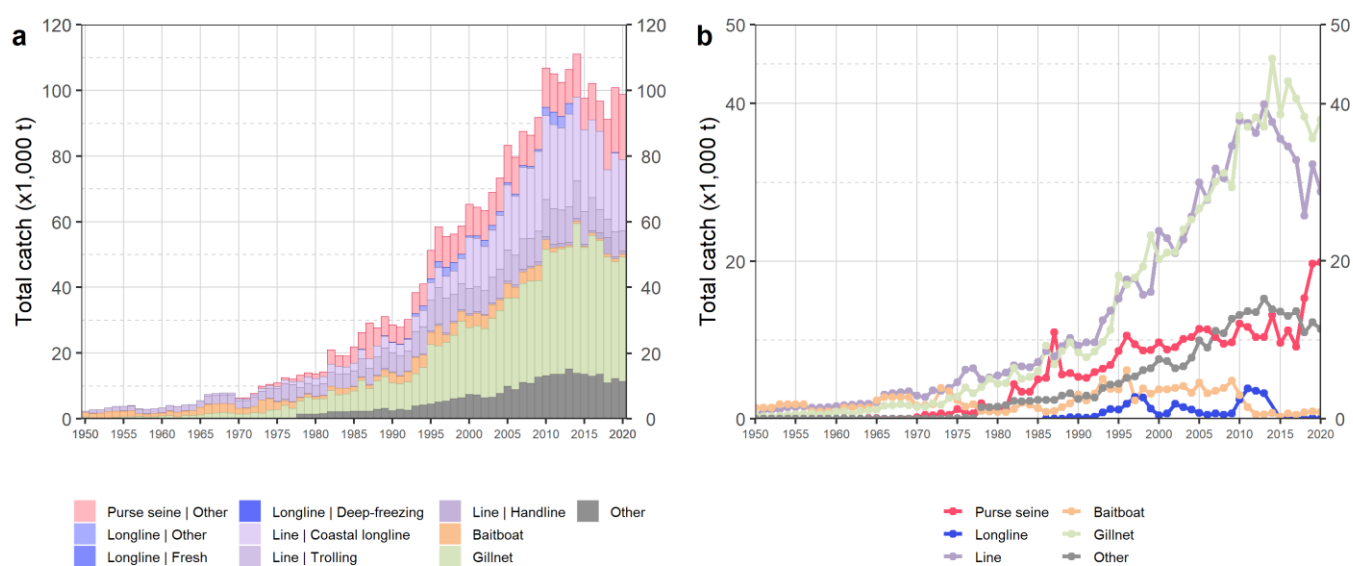 a
Total catch (x1,000 t)
120
100
80
60
40
20
0
120
100
80
60
40
20
0
1950 1955 1960 1965 1970 1975 1980 1985 1990 1995 2000 2005 2010 2015 2020
b
Total catch (x1,000 t)
50
40
20
0
50
40
20
0
1950 1955 1960 1965 1970 1975 1980 1985 1990 1995 2000 2005 2010 2015 2020
Purse seine | Other Longline | Deep-freezing Line | Handline Other
Longline | Other Line | Coastal longline Baitboat
Longline | Fresh Line | Trolling Gillnet
Purse seine Baitboat
Longline Gillnet
Line Other